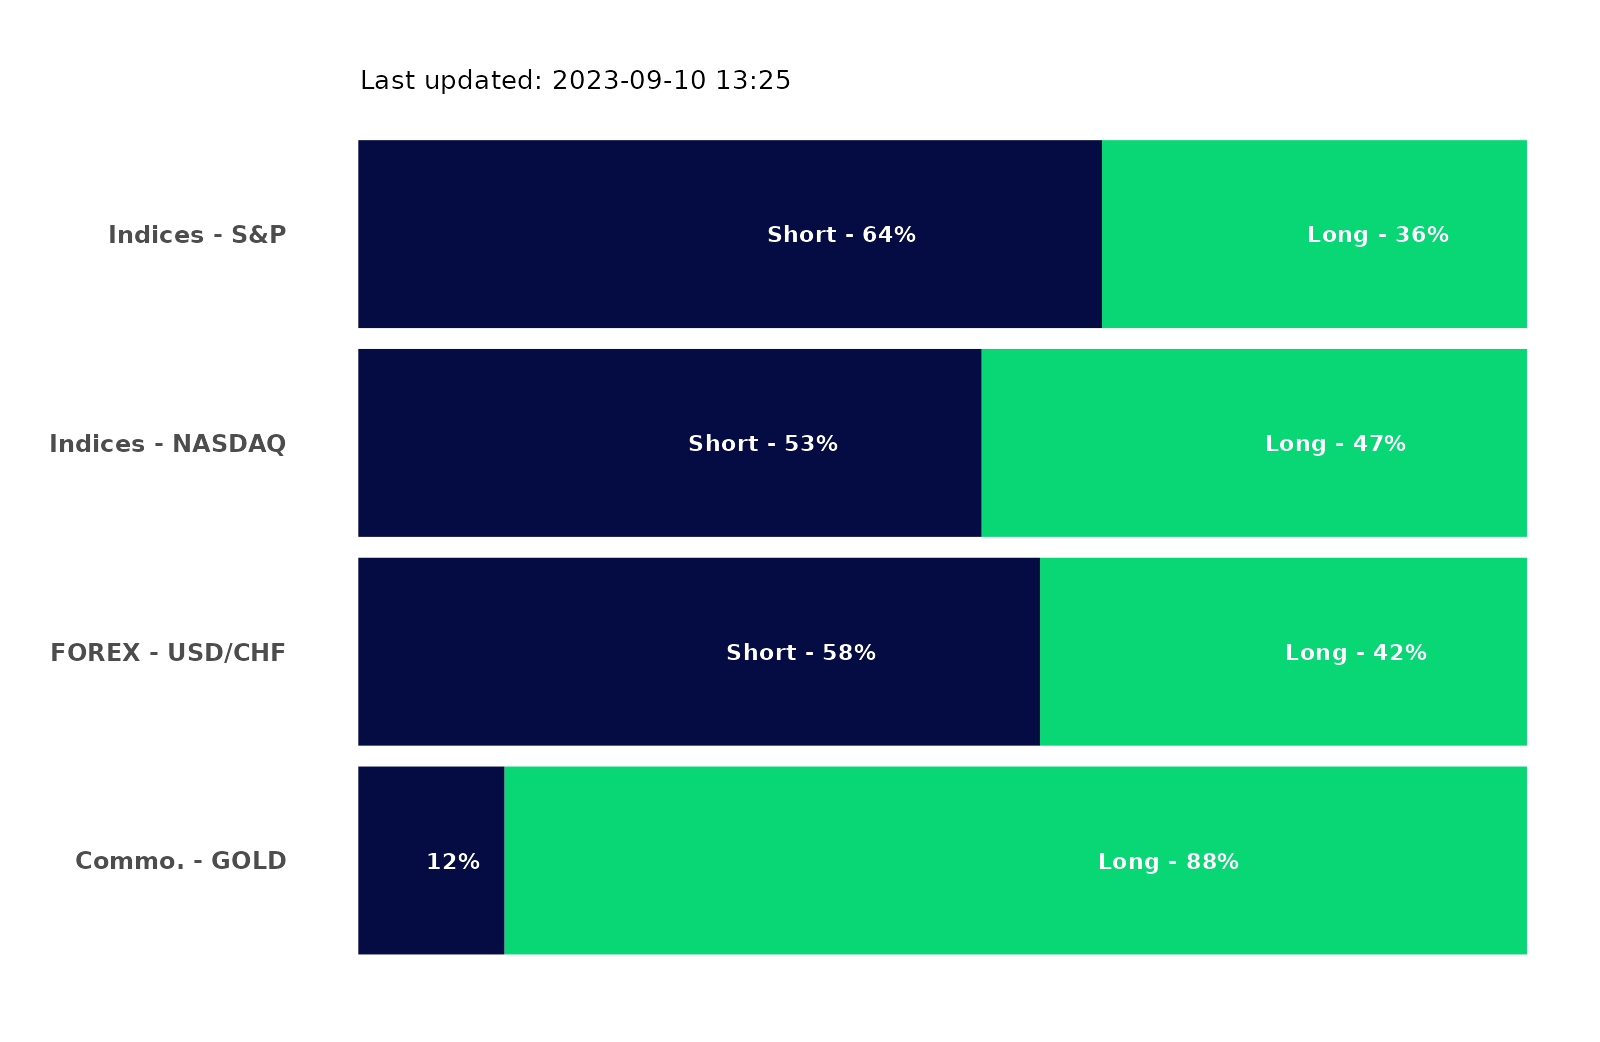 Last updated: 2023-09-10 13:25
Indices - S&P Short - 64% Long - 36%
Indices - NASDAQ Short - 53% Long - 47%
FOREX - USD/CHF Short - 58% Long - 42%
Commo. - GOLD 12% Long - 88%